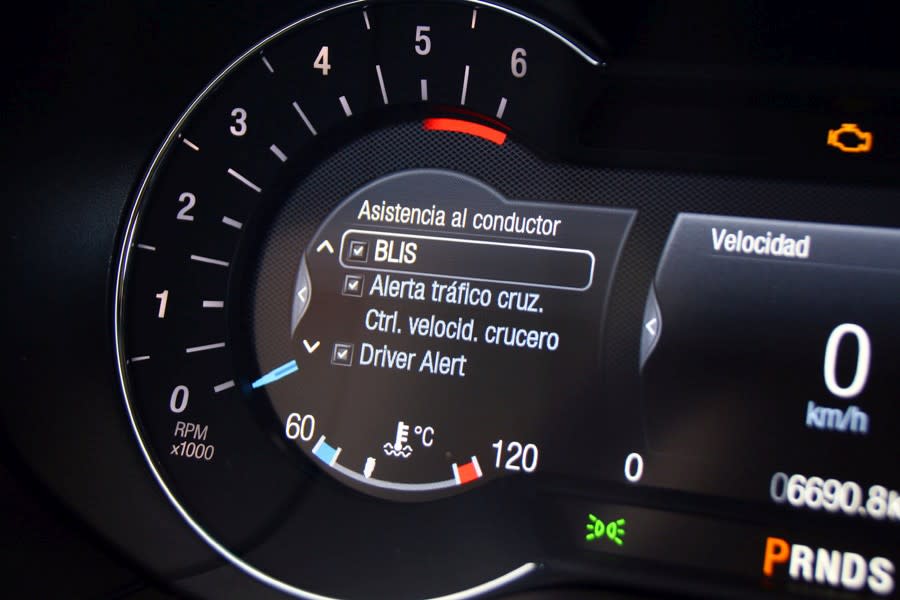 6
5
4
3
2
1
0
RPM
x1000
Asistencia al conductor
BLIS
Alerta tráfico cruz.
Ctrl. velocid. crucero
Driver Alert
60
°C
120
Velocidad
0
km/h
0
06690.8k
PRNDS